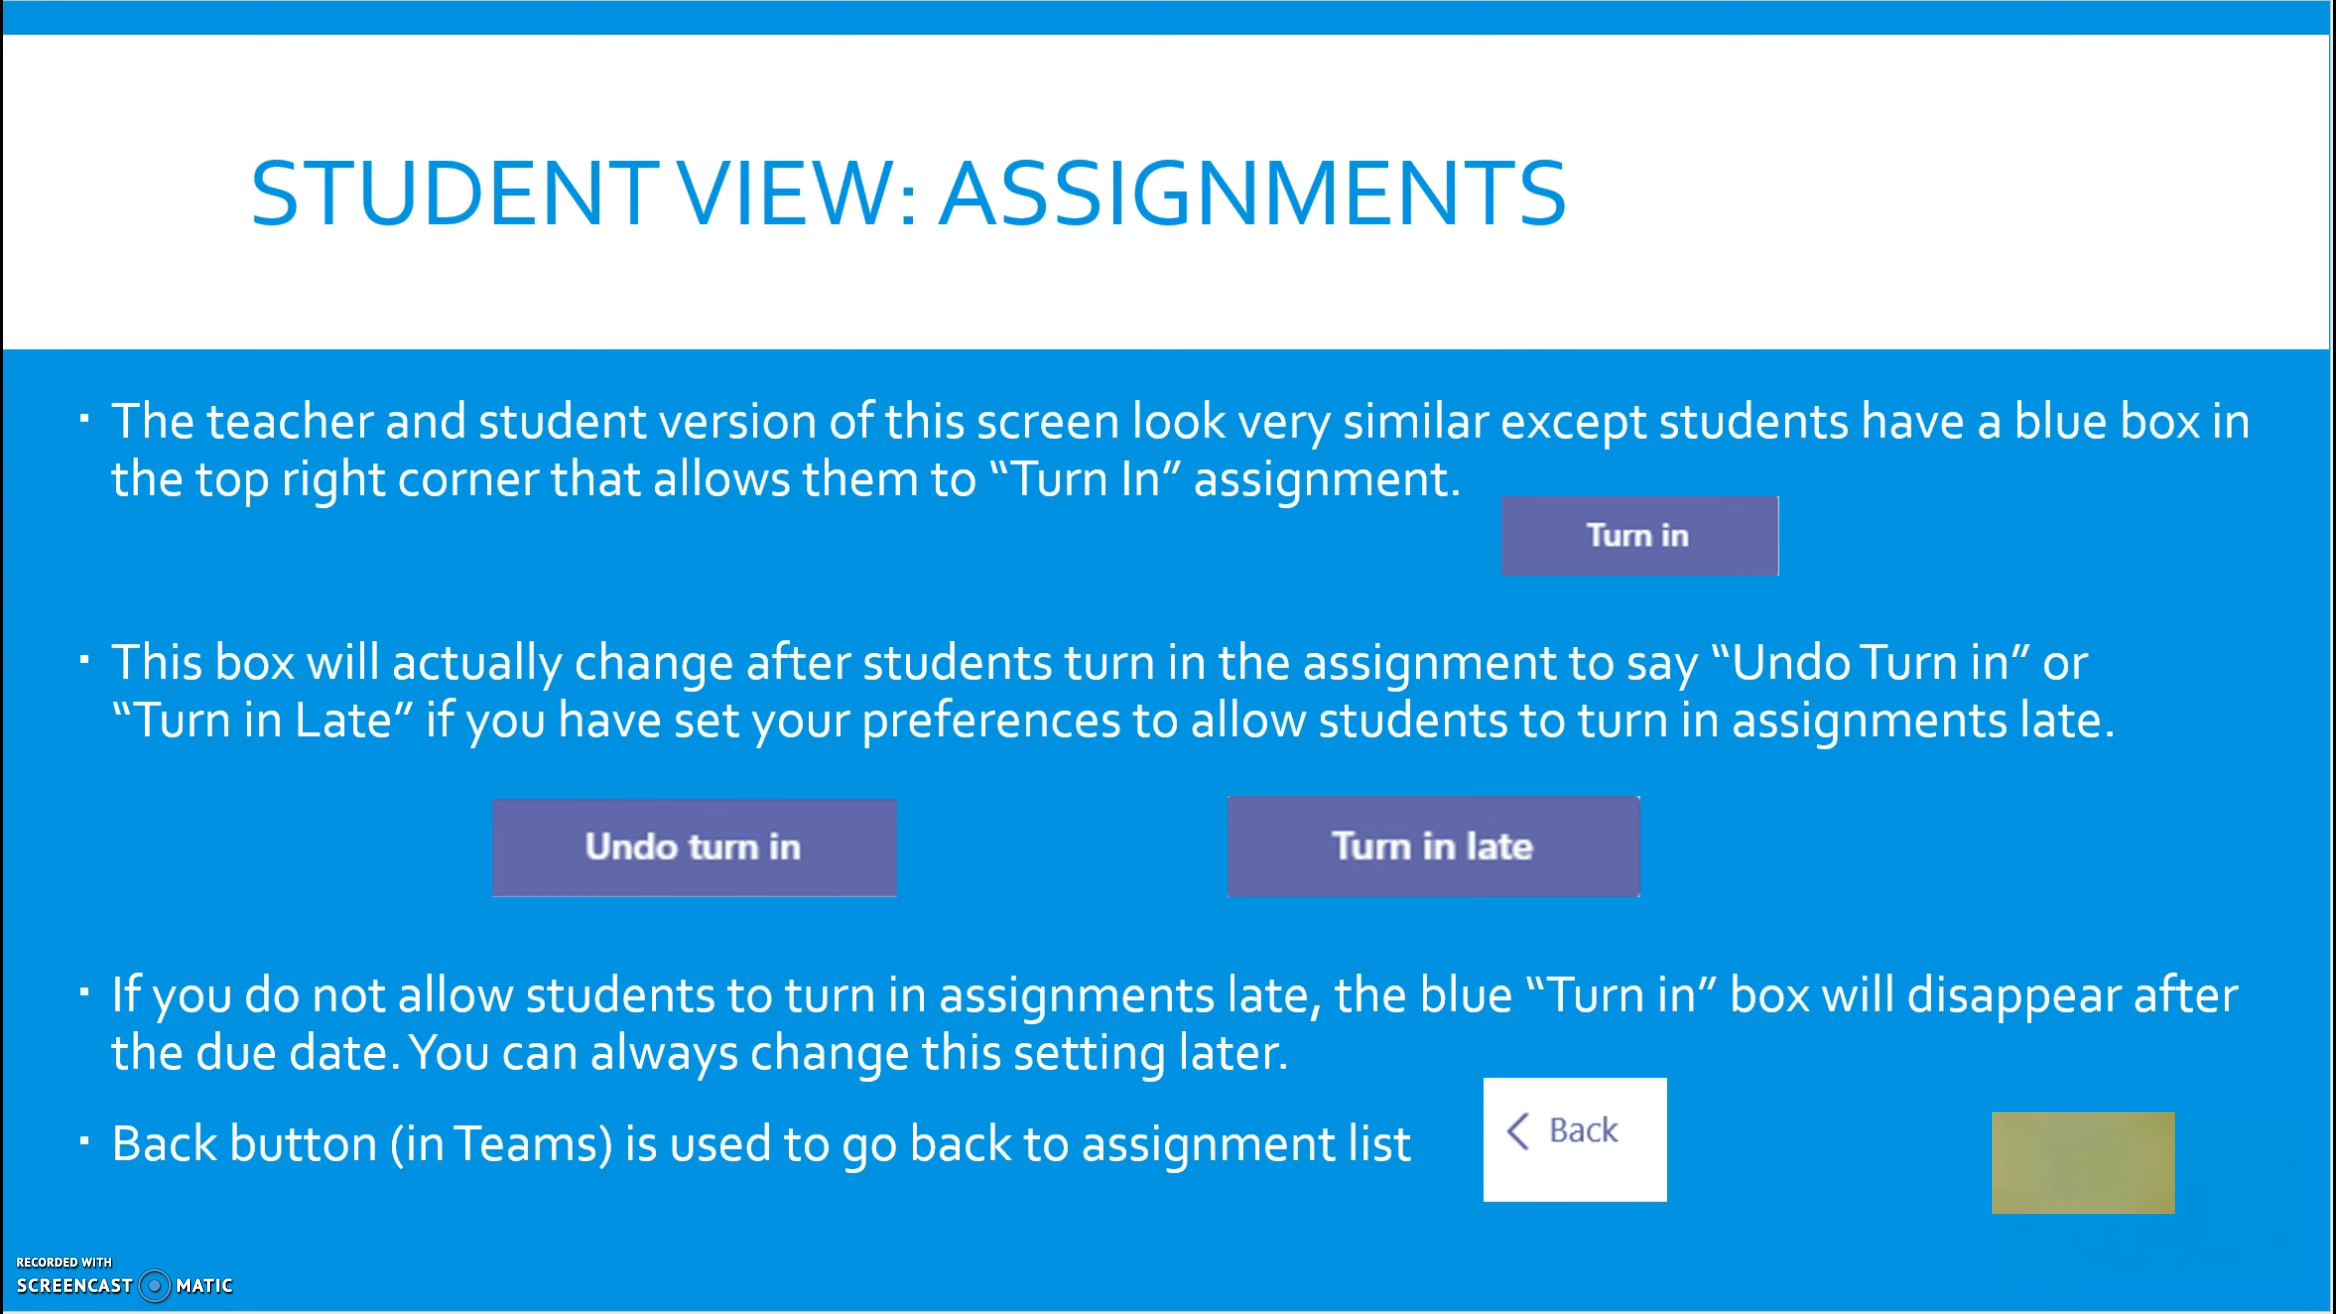 STUDENT VIEW: ASSIGNMENTS
▪ The teacher and student version of this screen look very similar except students have a blue box in
the top right corner that allows them to “Turn In” assignment.
Turn in
▪ This box will actually change after students turn in the assignment to say “Undo Turn in” or
“Turn in Late” if you have set your preferences to allow students to turn in assignments late.
Undo turn in
Turn in late
▪ If you do not allow students to turn in assignments late, the blue “Turn in” box will disappear after
the due date. You can always change this setting later.
▪ Back button (in Teams) is used to go back to assignment list
Back
RECORDED WITH
SCREENCAST MATIC